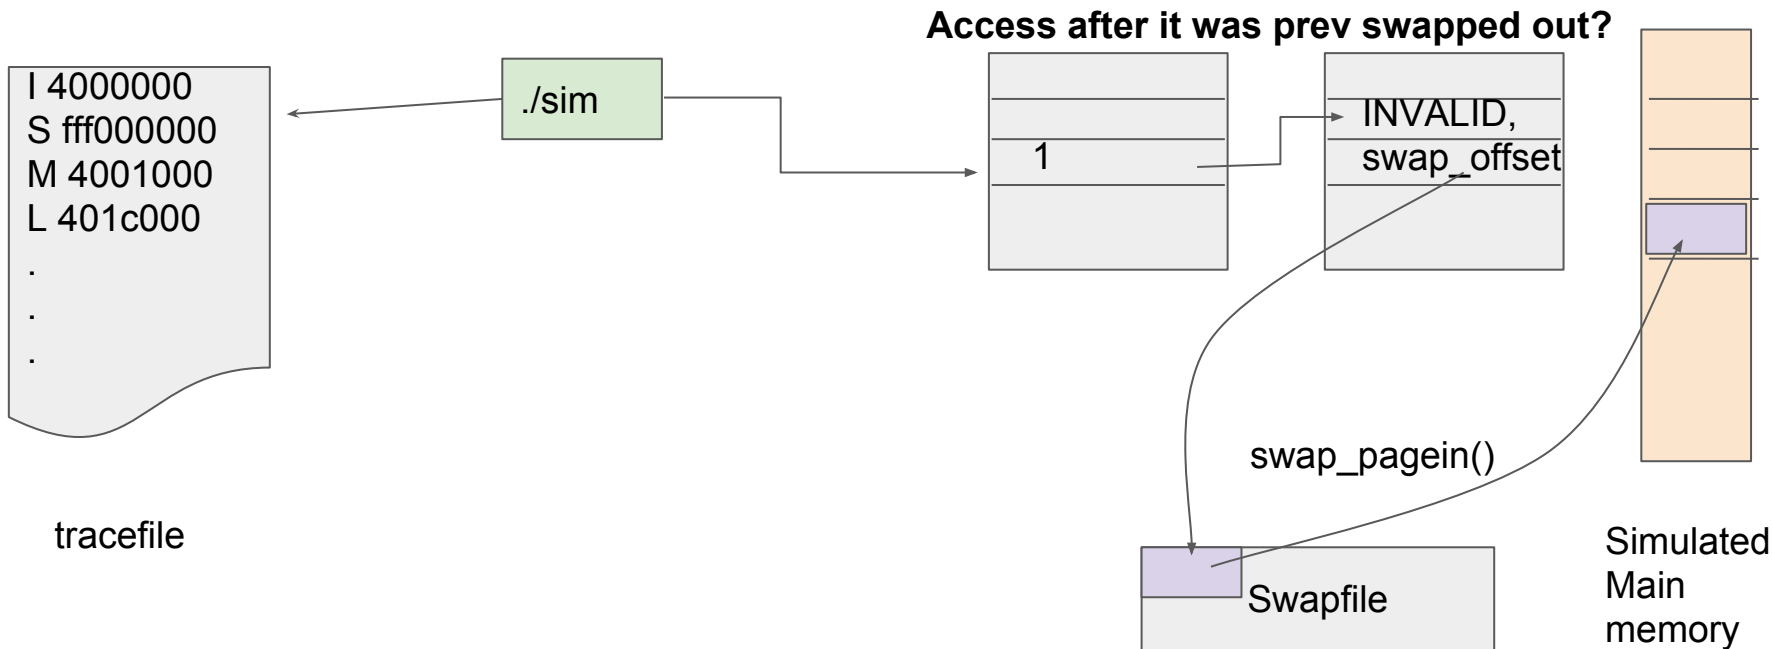 Access after it was prev swapped out?
I 4000000
S fff000000
M 4001000
L 401c000
.
.
.
./sim
1
INVALID,
swap_offset
swap_pagein()
tracefile
Swapfile
Simulated
Main
memory